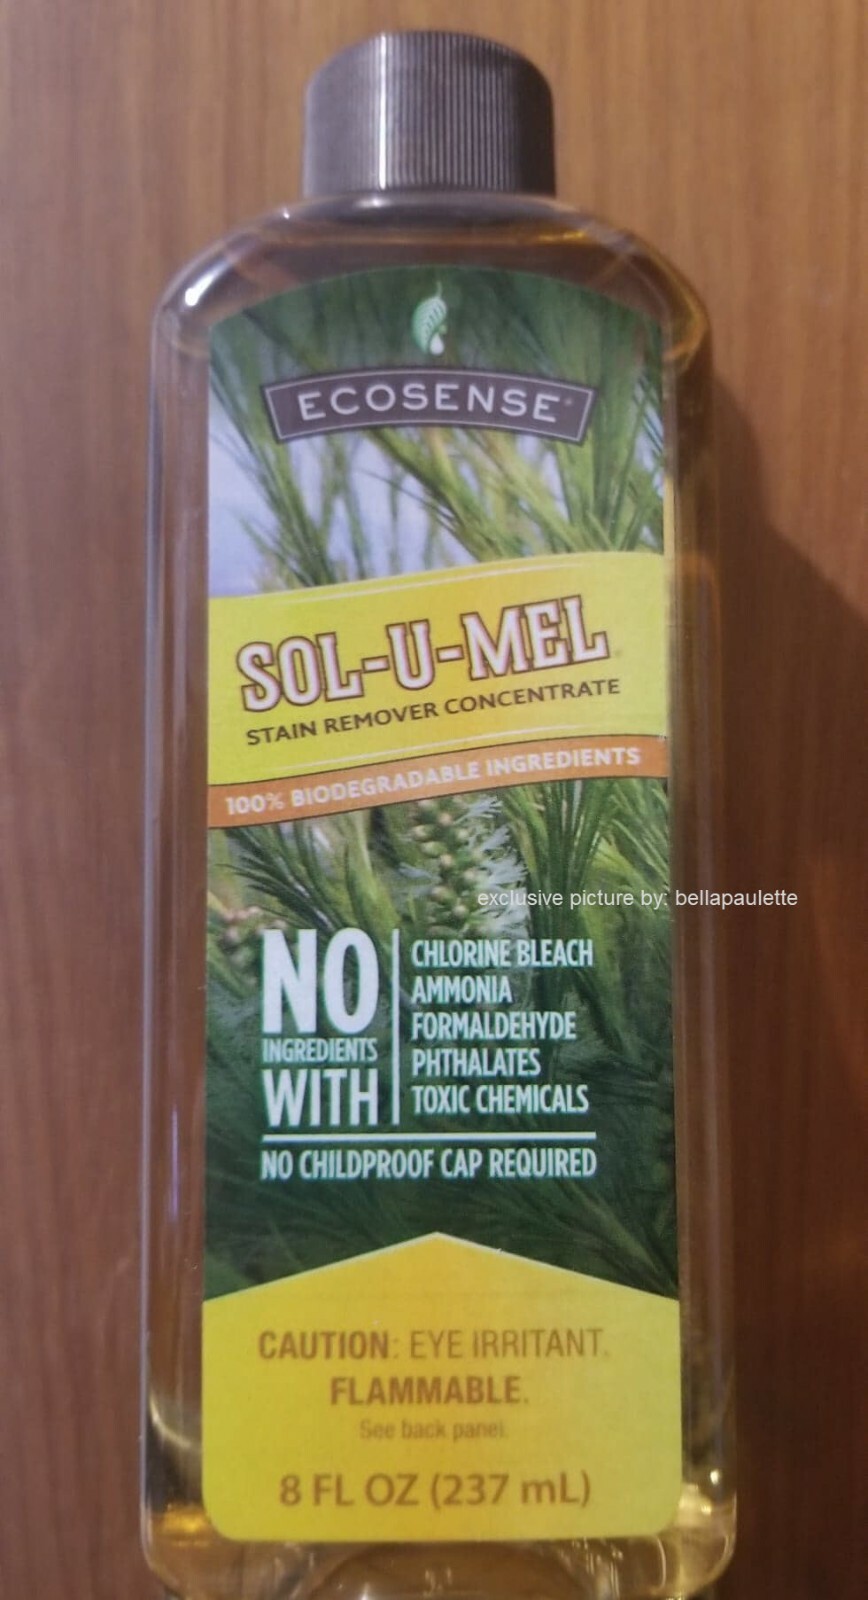 ECOSENSE®
SOL-U-MEL®
STAIN REMOVER CONCENTRATE
100% BIODEGRADABLE INGREDIENTS
exclusive picture by: bellapaulette
NO
INGREDIENTS
WITH
CHLORINE BLEACH
AMMONIA
FORMALDEHYDE
PHTHALATES
TOXIC CHEMICALS
NO CHILDPROOF CAP REQUIRED
CAUTION: EYE IRRITANT.
FLAMMABLE.
See back panel.
8 FL OZ (237 mL)